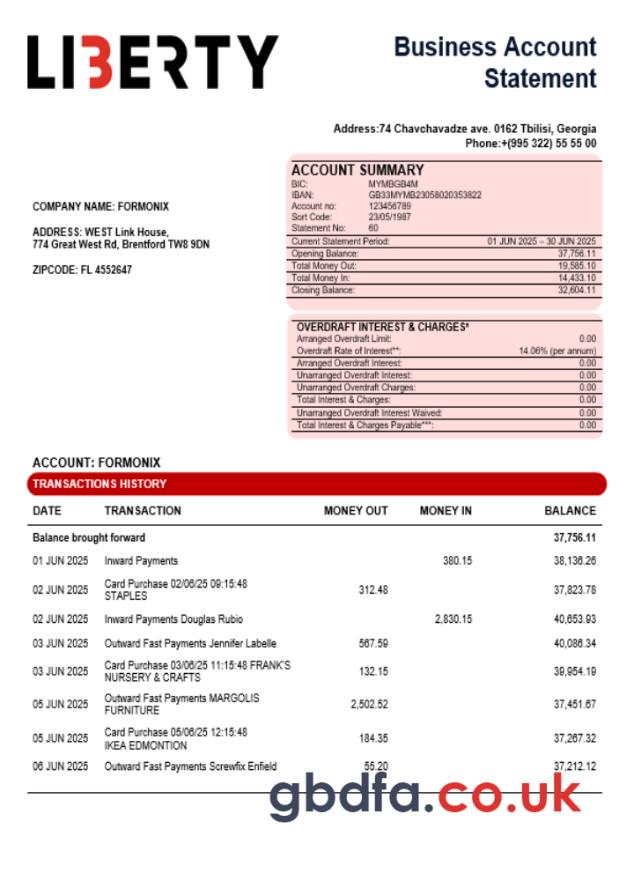 LIBERTY
Business Account
Statement
Address:74 Chavchavadze ave. 0162 Tbilisi, Georgia
Phone:+(995 322) 55 55 00
ACCOUNT SUMMARY
BIC: MYMBGB4M
IBAN: GB33MYMB23058020353822
Account no: 123456789
Sort Code: 23/05/1987
Statement No: 60
Current Statement Period: 01 JUN 2025 – 30 JUN 2025
Opening Balance: 37,756.11
Total Money Out: 19,585.10
Total Money In: 14,433.10
Closing Balance: 32,604.11
COMPANY NAME: FORMONIX
ADDRESS: WEST Link House,
774 Great West Rd, Brentford TW8 9DN
ZIPCODE: FL 4552647
OVERDRAFT INTEREST & CHARGES*
Arranged Overdraft Limit: 0.00
Overdraft Rate of Interest**: 14.06% (per annum)
Arranged Overdraft Interest: 0.00
Unarranged Overdraft Interest: 0.00
Unarranged Overdraft Charges: 0.00
Total Interest & Charges: 0.00
Unarranged Overdraft Interest Waived: 0.00
Total Interest & Charges Payable***: 0.00
ACCOUNT: FORMONIX
TRANSACTIONS HISTORY
DATE TRANSACTION MONEY OUT MONEY IN BALANCE
Balance brought forward 37,756.11
01 JUN 2025 Inward Payments 380.15 38,136.26
02 JUN 2025 Card Purchase 02/06/25 09:15:48
STAPLES 312.48 37,823.78
02 JUN 2025 Inward Payments Douglas Rubio 2,830.15 40,653.93
03 JUN 2025 Outward Fast Payments Jennifer Labelle 567.59 40,086.34
03 JUN 2025 Card Purchase 03/06/25 11:15:48 FRANK'S
NURSERY & CRAFTS 132.15 39,954.19
05 JUN 2025 Outward Fast Payments MARGOLIS
FURNITURE 2,502.52 37,451.67
05 JUN 2025 Card Purchase 05/06/25 12:15:48
IKEA EDMONTION 184.35 37,267.32
06 JUN 2025 Outward Fast Payments Screwfix Enfield 55.20 37,212.12
gbdfa.co.uk